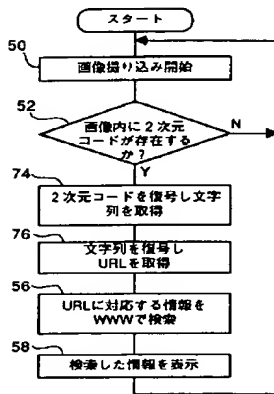 スタート
50
画像撮り込み開始
52
画像内に2次元
コードが存在する
か?
N
Y
74
2次元コードを復号し文字
列を取得
76
文字列を復号し
URLを取得
56
URLに対応する情報を
WWWで検索
58
検索した情報を表示